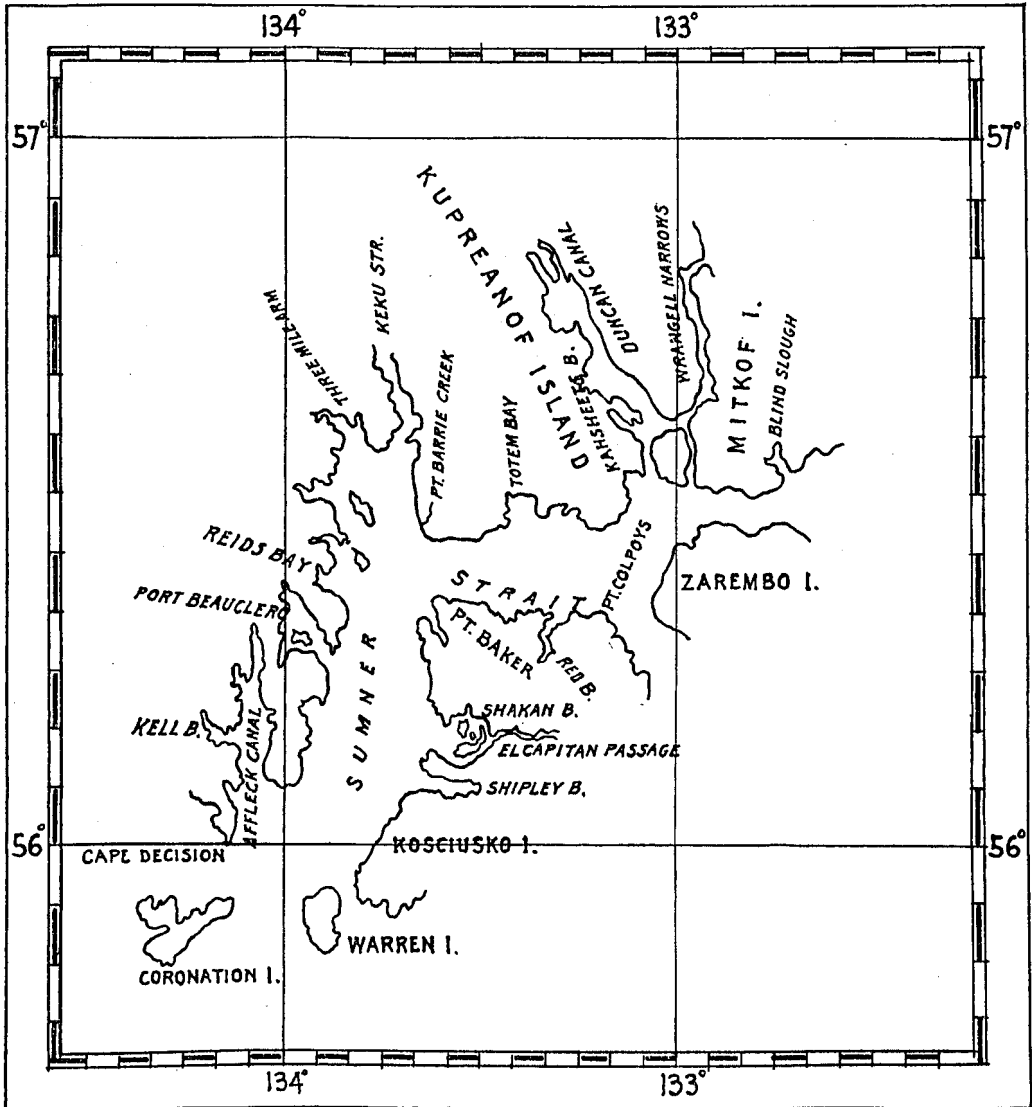 134°
133°
57°
57°
KUPREANOF ISLAND
DUNCAN CANAL
WRANGELL NARROWS
KEKU STR.
THREE MILE ARM
MITKOF I.
BLIND SLOUGH
PT. BARRIE CREEK
TOTEM BAY
KAHSHEETS B.
REIDS BAY
STRAIT
PT. COLPOYS
ZAREMBO I.
PORT BEAUCLERC
PT. BAKER
RED B.
SUMNER
SHAKAN B.
KELL B.
AFFLECK CANAL
EL CAPITAN PASSAGE
SHIPLEY B.
56°
KOSCIUSKO I.
56°
CAPE DECISION
WARREN I.
CORONATION I.
134°
133°